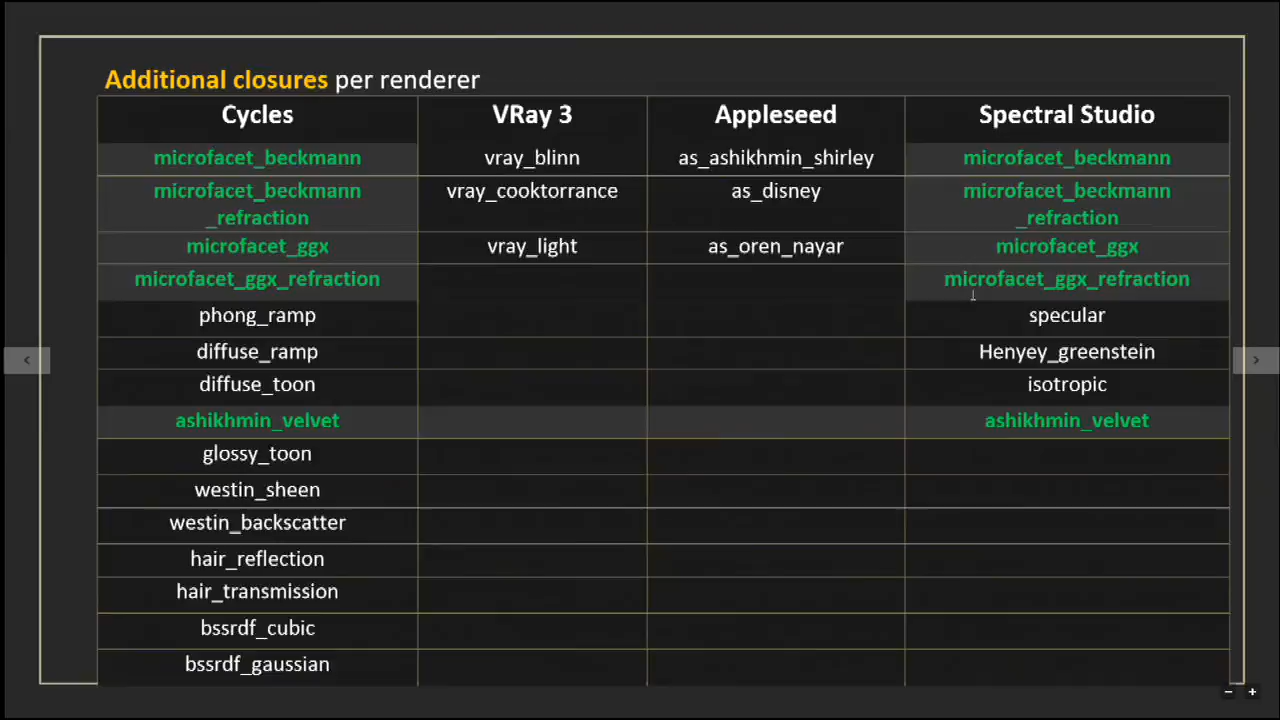 Additional closures per renderer
Cycles VRay 3 Appleseed Spectral Studio
microfacet_beckmann vray_blinn as_ashikhmin_shirley microfacet_beckmann
microfacet_beckmann vray_cooktorrance as_disney microfacet_beckmann
_refraction _refraction
microfacet_ggx vray_light as_oren_nayar microfacet_ggx
microfacet_ggx_refraction microfacet_ggx_refraction
phong_ramp specular
diffuse_ramp Henyey_greenstein
diffuse_toon isotropic
ashikhmin_velvet ashikhmin_velvet
glossy_toon
westin_sheen
westin_backscatter
hair_reflection
hair_transmission
bssrdf_cubic
bssrdf_gaussian